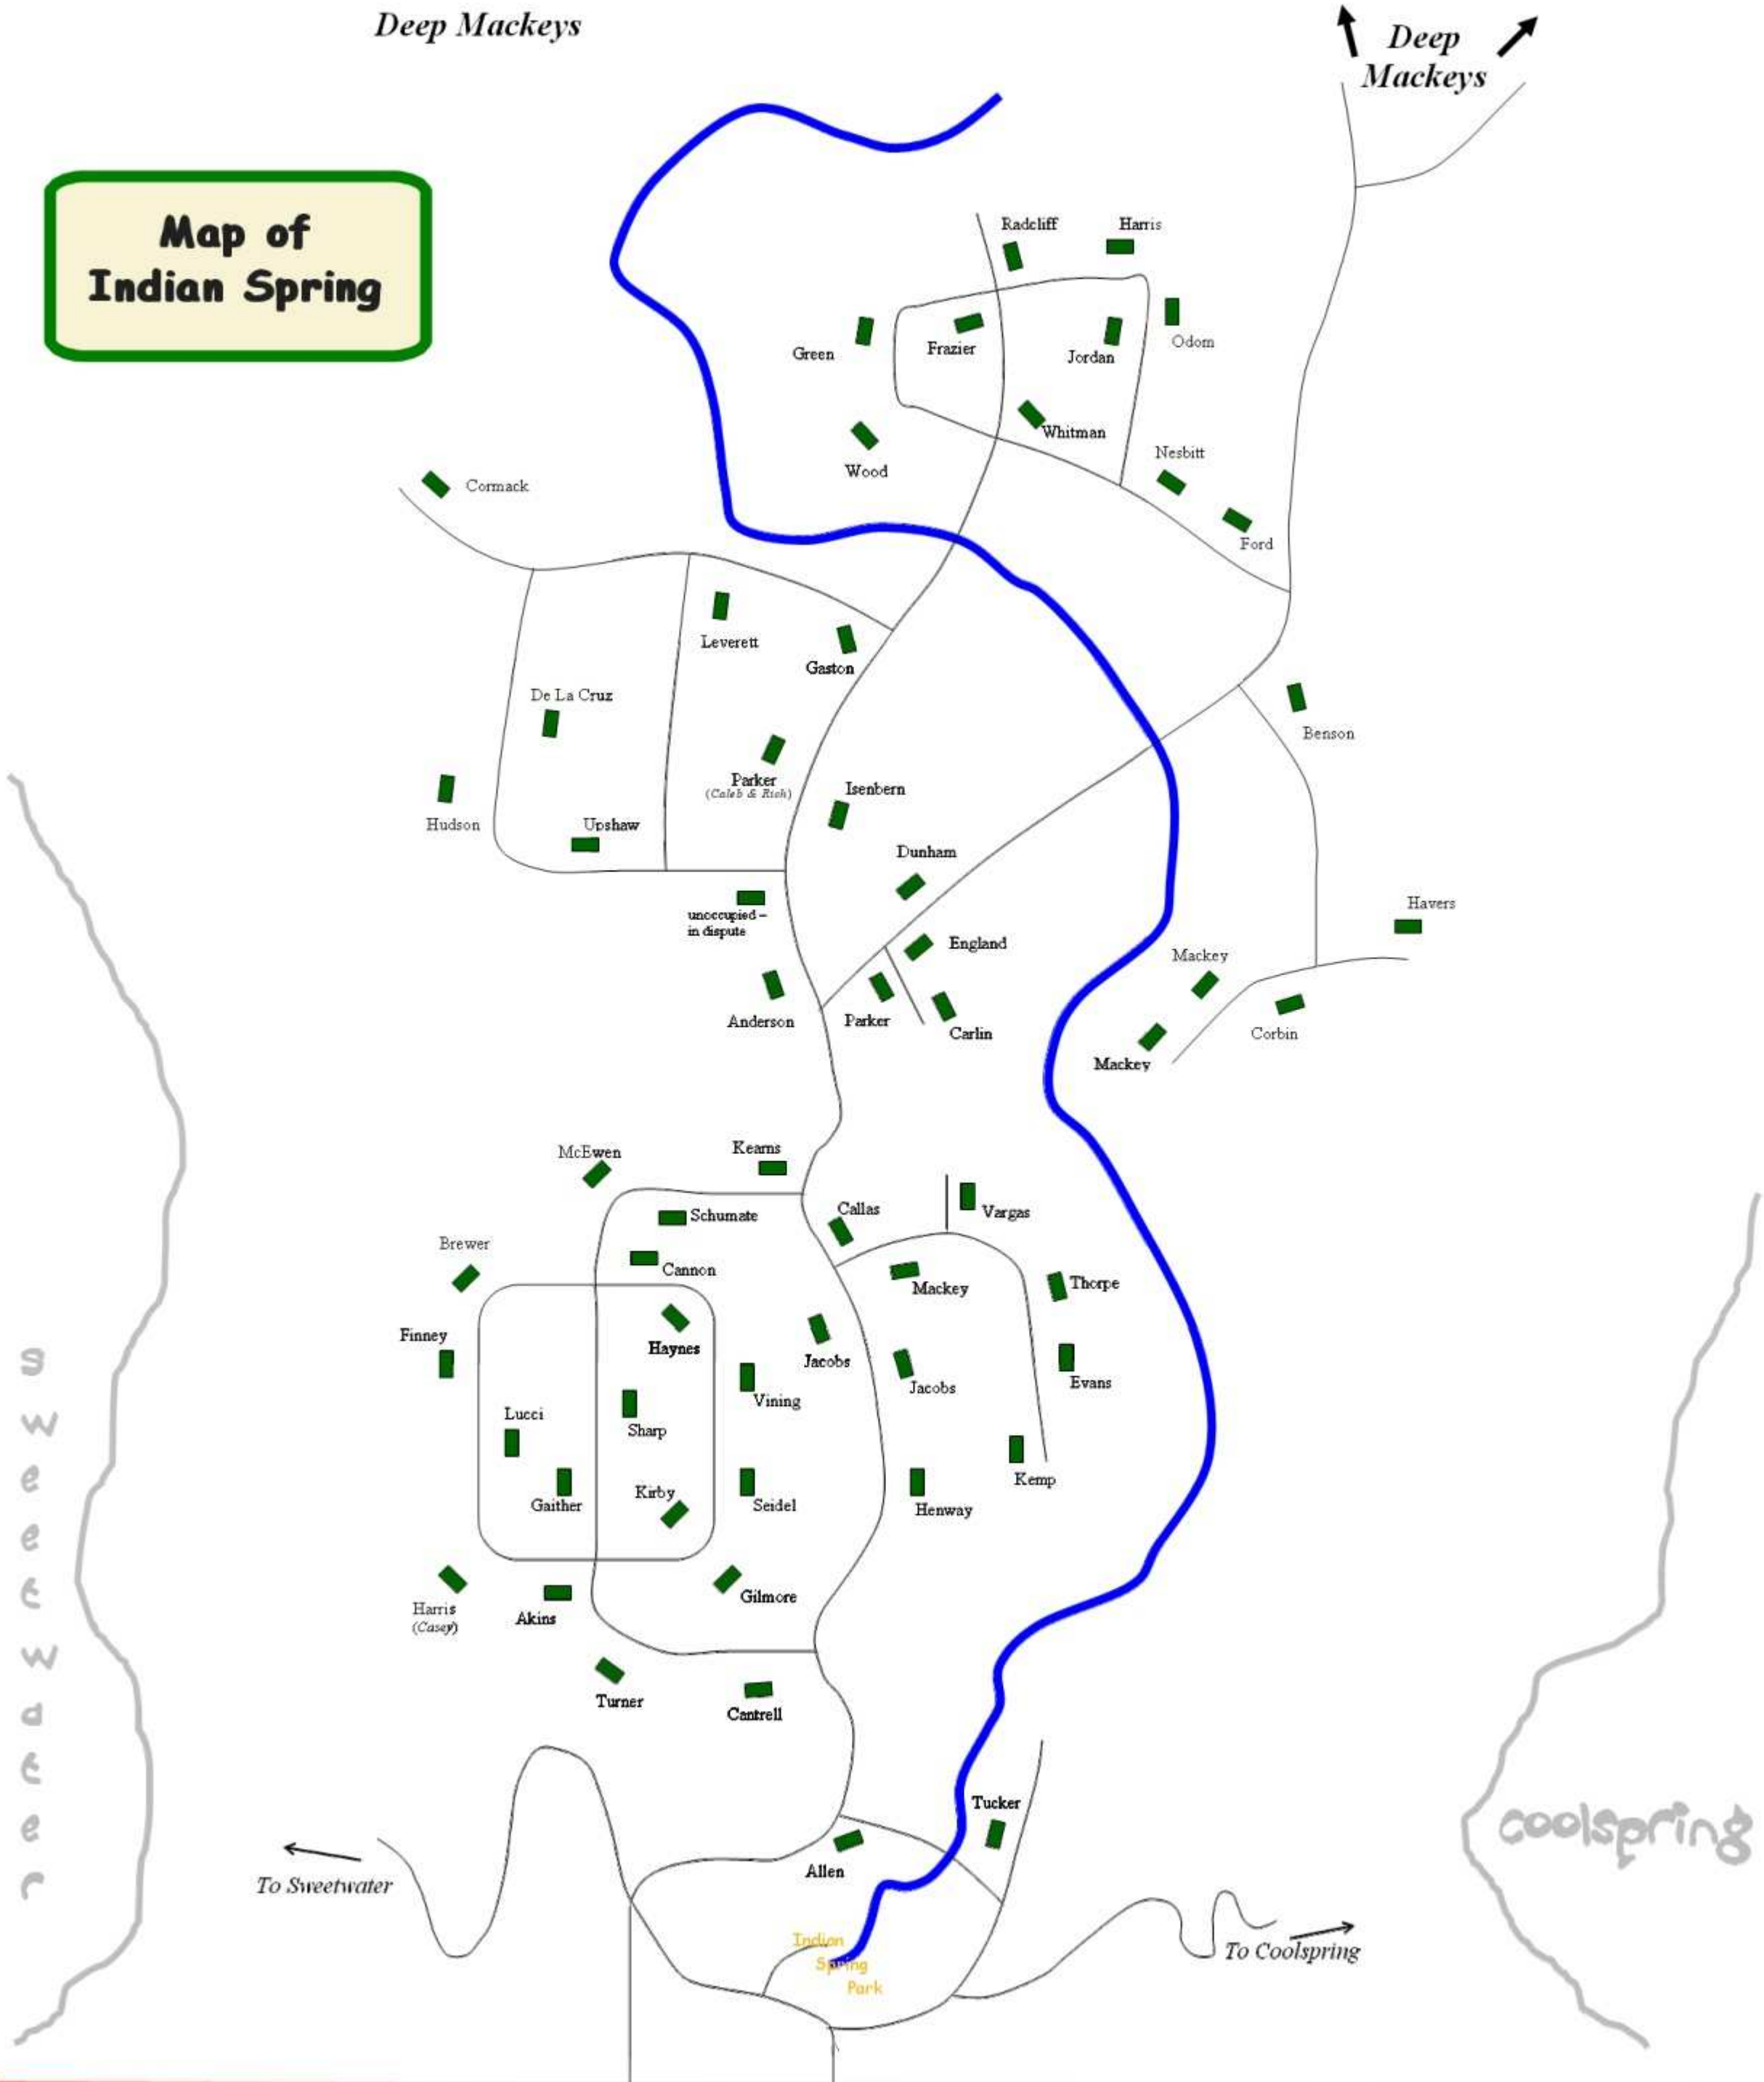 Deep Mackeys
Deep
Mackeys
Map of
Indian Spring
Radcliff
Harris
Green
Frazier
Jordan
Odom
Whitman
Wood
Nesbitt
Cormack
Ford
Leverett
Gaston
De La Cruz
Benson
Parker
(Caleb & Rich)
Isenbern
Hudson
Upshaw
Dunham
unoccupied –
in dispute
Havers
England
Mackey
Anderson
Parker
Carlin
Corbin
Mackey
McEwen
Kearns
Schumate
Callas
Vargas
Brewer
Cannon
Mackey
Thorpe
Finney
Haynes
Jacobs
Jacobs
Evans
Vining
Lucci
Sharp
Kemp
Gaither
Kirby
Seidel
Henway
Harris
(Casey)
Akins
Gilmore
Turner
Cantrell
sweetwater
Tucker
coolspring
Allen
To Sweetwater
Indian
Spring
Park
To Coolspring